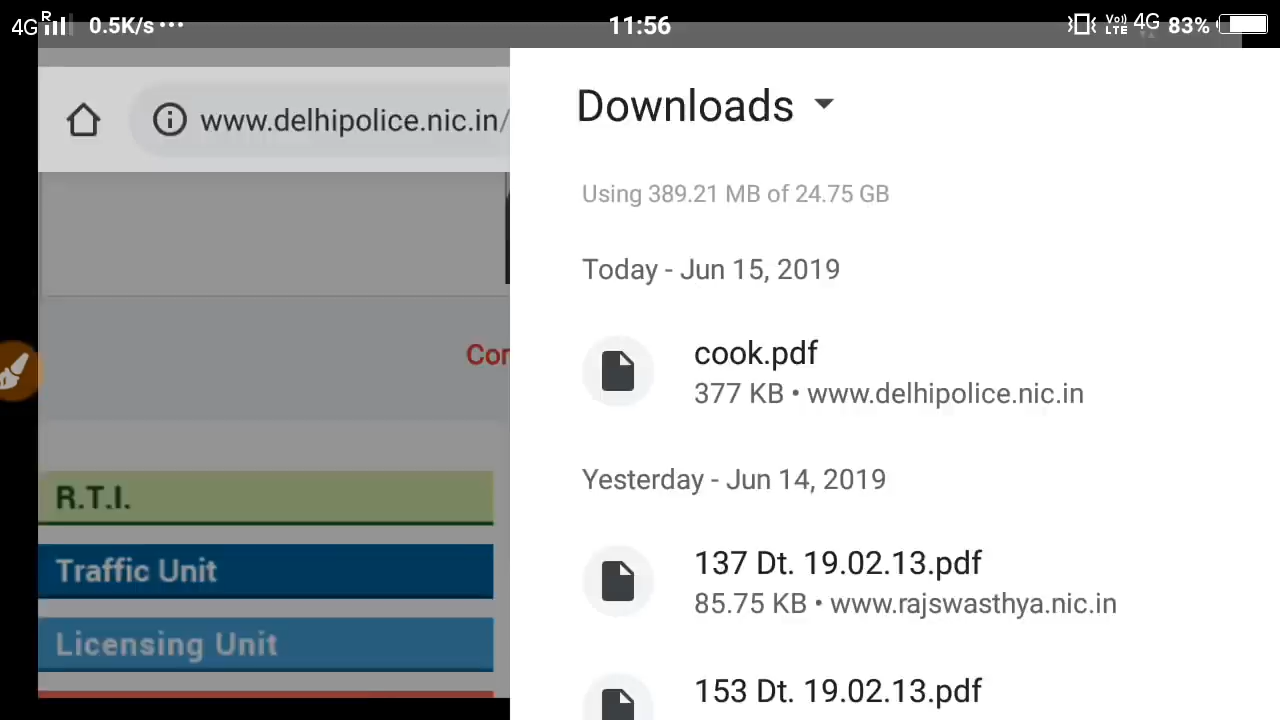 4G R 0.5K/s ... 11:56 Vo)) LTE 4G 83%
www.delhipolice.nic.in/
Downloads
Using 389.21 MB of 24.75 GB
Today - Jun 15, 2019
cook.pdf
377 KB • www.delhipolice.nic.in
Yesterday - Jun 14, 2019
137 Dt. 19.02.13.pdf
85.75 KB • www.rajswasthya.nic.in
153 Dt. 19.02.13.pdf
Cor
R.T.I.
Traffic Unit
Licensing Unit